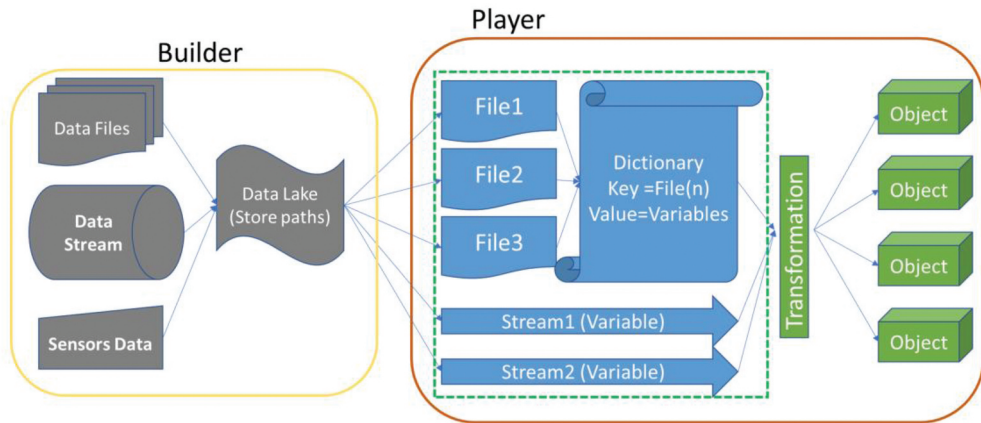 Player
Builder
Data Files
Data
Stream
Sensors Data
Data Lake
(Store paths)
File1
File2
File3
Dictionary
Key =File(n)
Value=Variables
Stream1 (Variable)
Stream2 (Variable)
Transformation
Object
Object
Object
Object